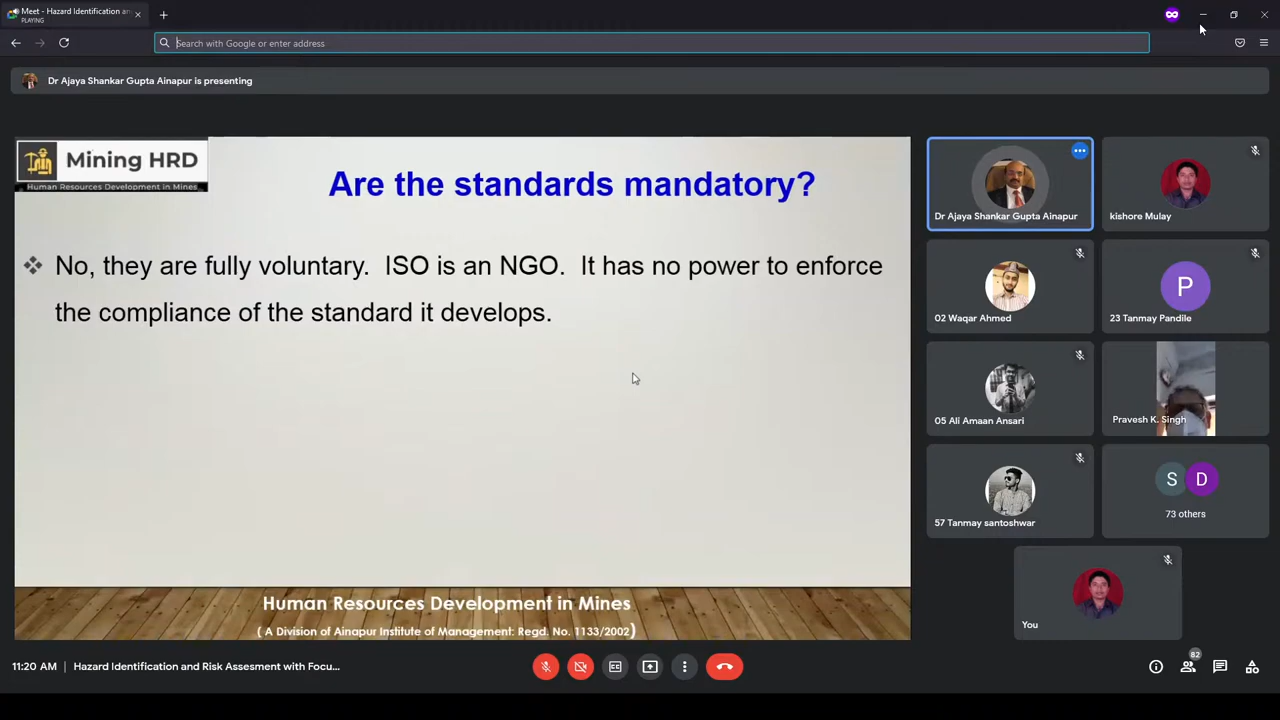 Meet - Hazard Identification and
PLAYING
Search with Google or enter address
Dr Ajaya Shankar Gupta Ainapur is presenting
Mining HRD
Human Resources Development in Mines
Are the standards mandatory?
No, they are fully voluntary. ISO is an NGO. It has no power to enforce
the compliance of the standard it develops.
Human Resources Development in Mines
( A Division of Ainapur Institute of Management: Regd. No. 1133/2002)
Dr Ajaya Shankar Gupta Ainapur
kishore Mulay
02 Waqar Ahmed
P
23 Tanmay Pandile
05 Ali Amaan Ansari
Pravesh K. Singh
57 Tanmay santoshwar
S D
73 others
You
11:20 AM | Hazard Identification and Risk Assesment with Focu...
82